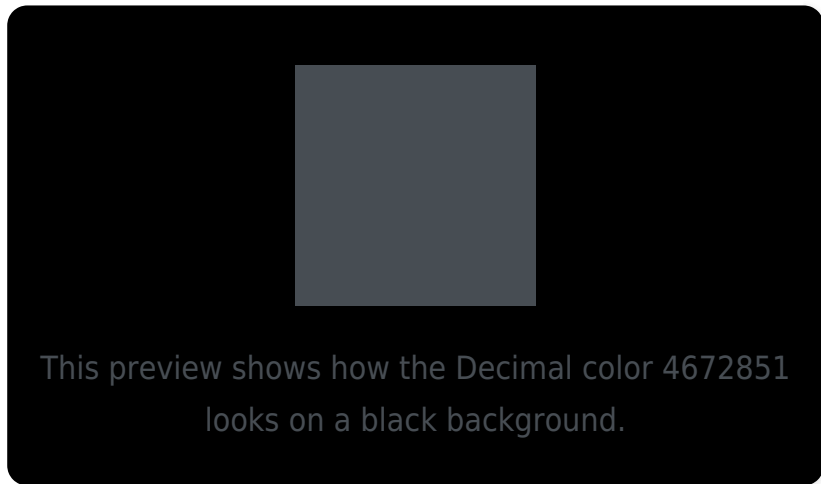 This preview shows how the Decimal color 4672851
looks on a black background.